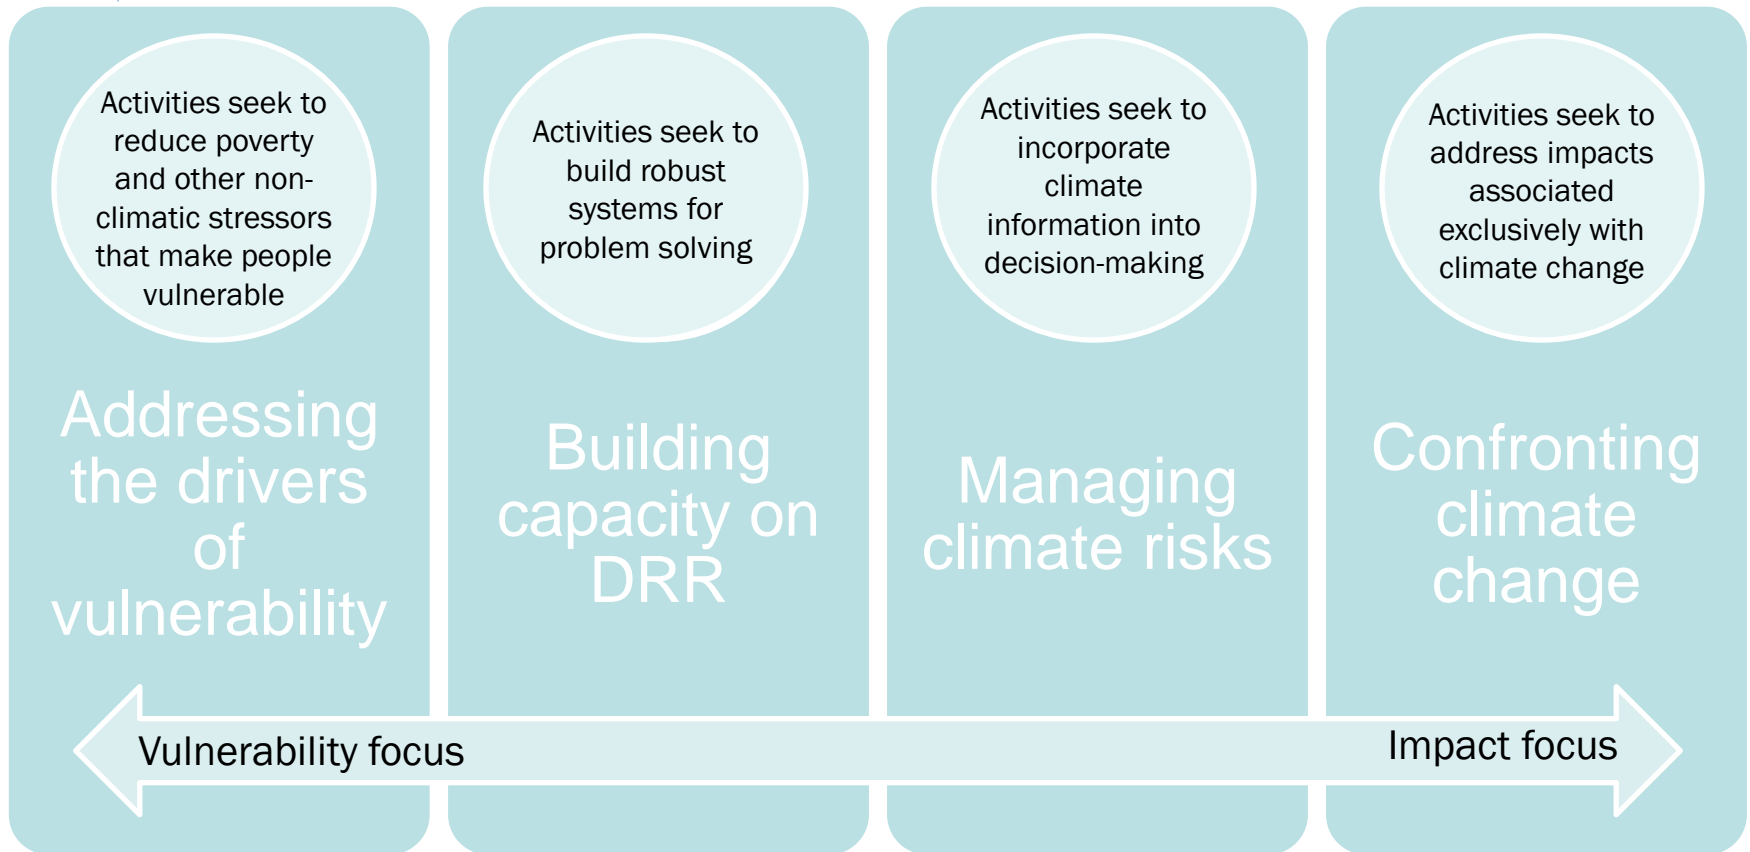 Activities seek to
reduce poverty
and other non-
climatic stressors
that make people
vulnerable
Addressing
the drivers
of
vulnerability
Activities seek to
build robust
systems for
problem solving
Building
capacity on
DRR
Activities seek to
incorporate
climate
information into
decision-making
Managing
climate risks
Activities seek to
address impacts
associated
exclusively with
climate change
Confronting
climate
change
Vulnerability focus
Impact focus